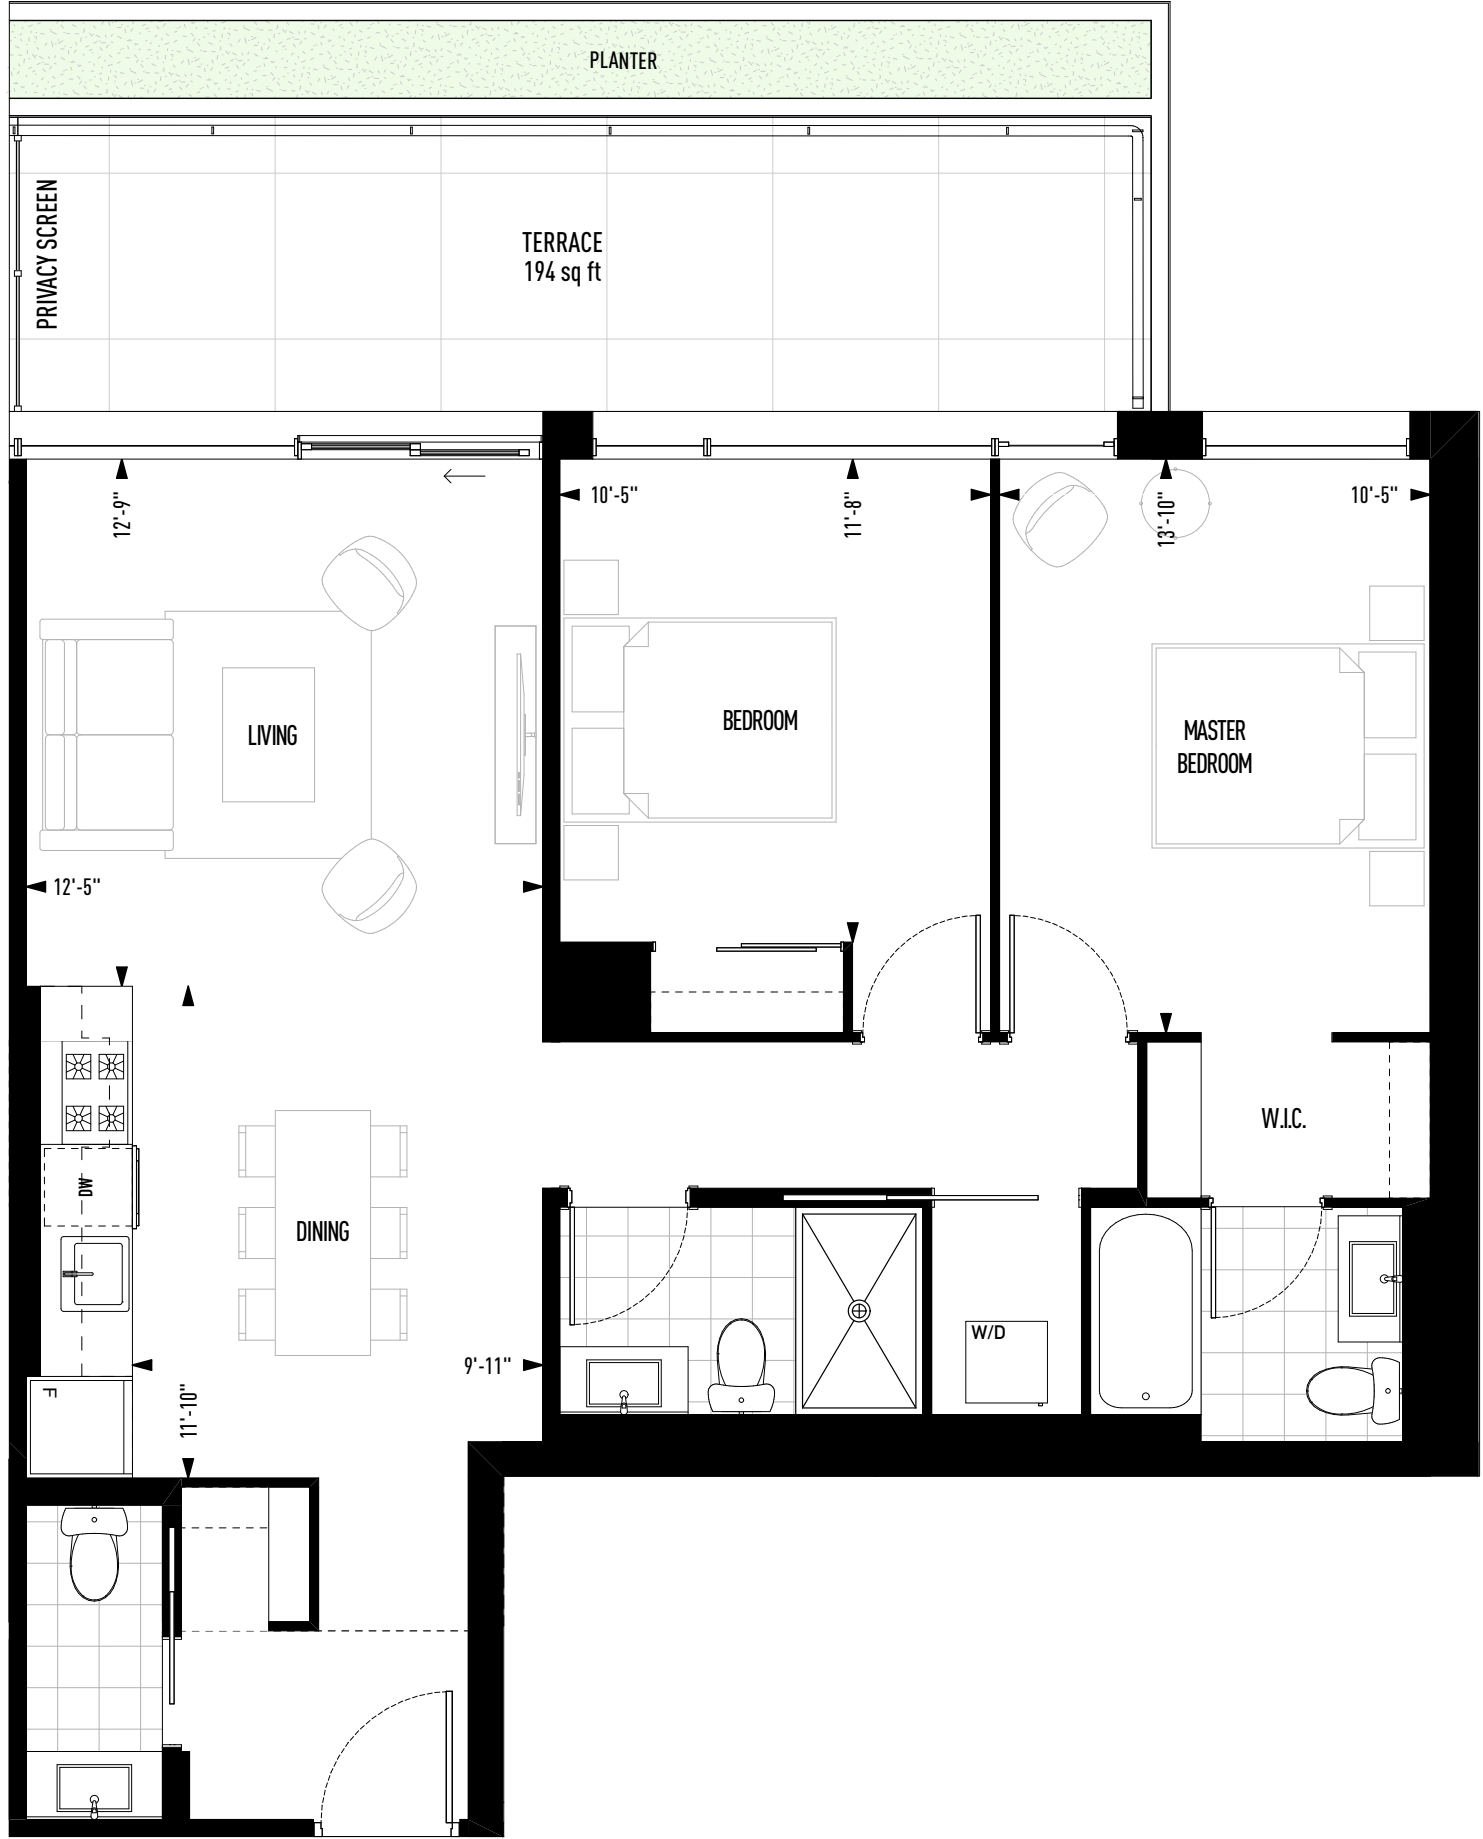 PLANTER
PRIVACY SCREEN
TERRACE
194 sq ft
12'-9"
10'-5"
11'-8"
13'-10"
10'-5"
LIVING
BEDROOM
MASTER
BEDROOM
12'-5"
W.I.C.
DW
DINING
W/D
9'-11"
F
11'-10"